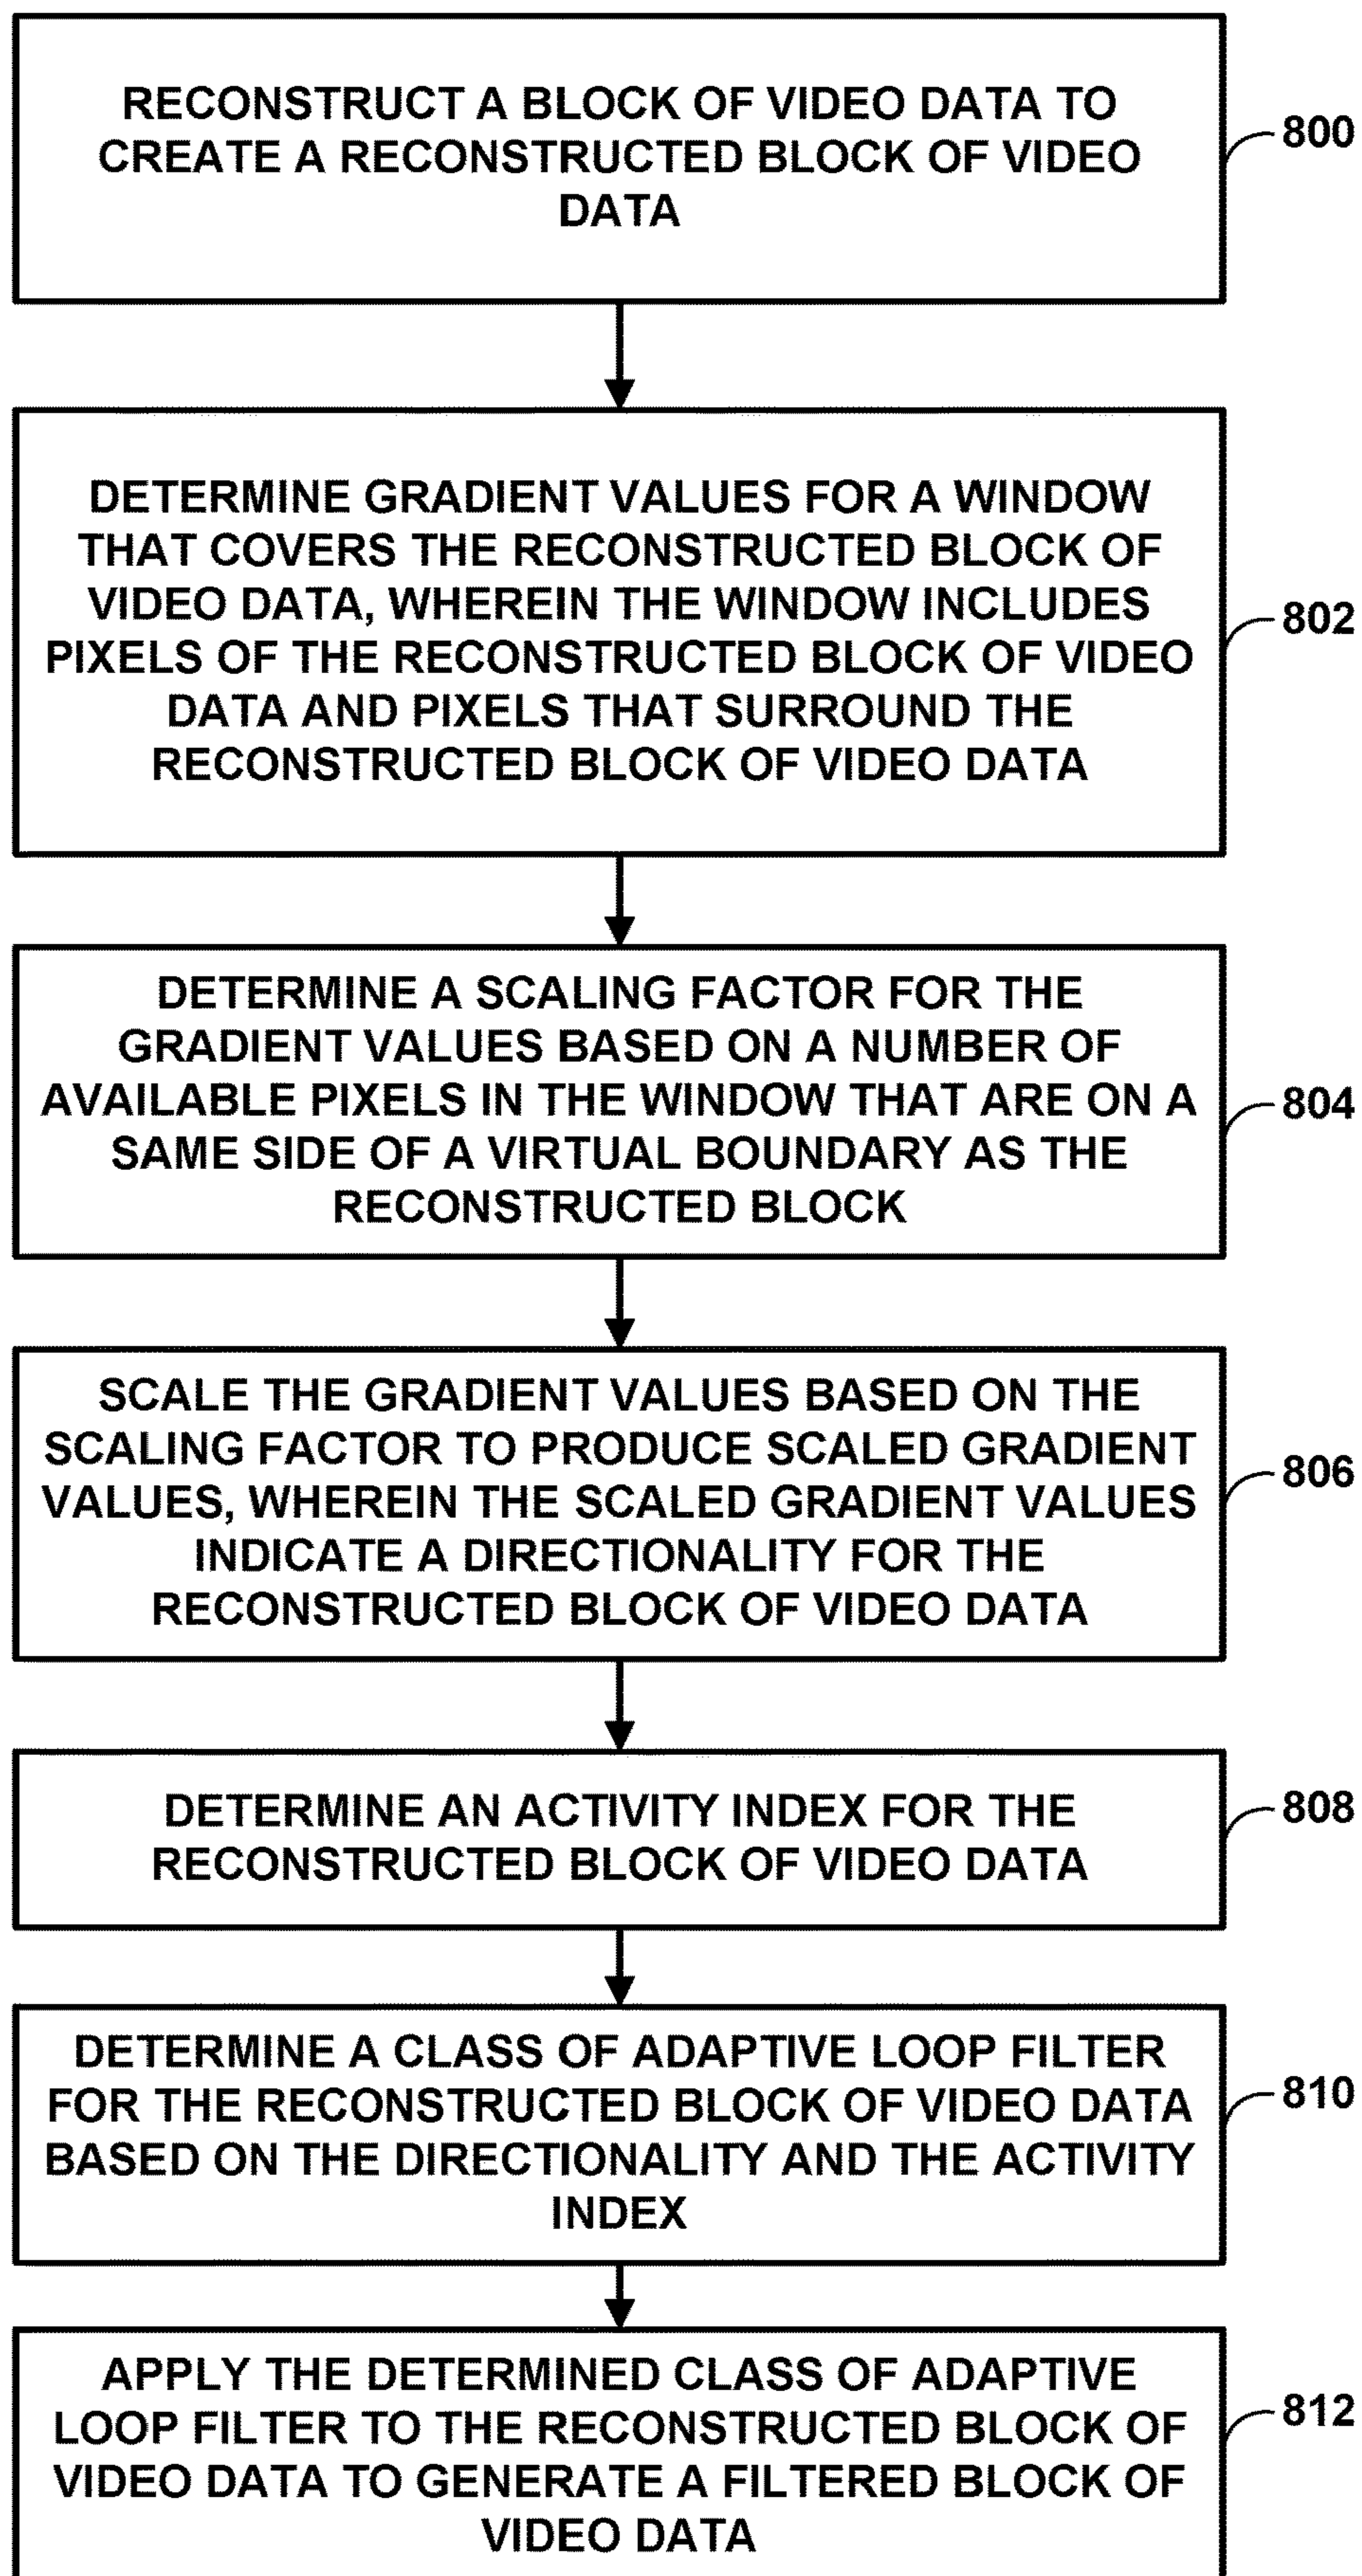 RECONSTRUCT A BLOCK OF VIDEO DATA TO
CREATE A RECONSTRUCTED BLOCK OF VIDEO
DATA
800
DETERMINE GRADIENT VALUES FOR A WINDOW
THAT COVERS THE RECONSTRUCTED BLOCK OF
VIDEO DATA, WHEREIN THE WINDOW INCLUDES
PIXELS OF THE RECONSTRUCTED BLOCK OF VIDEO
DATA AND PIXELS THAT SURROUND THE
RECONSTRUCTED BLOCK OF VIDEO DATA
802
DETERMINE A SCALING FACTOR FOR THE
GRADIENT VALUES BASED ON A NUMBER OF
AVAILABLE PIXELS IN THE WINDOW THAT ARE ON A
SAME SIDE OF A VIRTUAL BOUNDARY AS THE
RECONSTRUCTED BLOCK
804
SCALE THE GRADIENT VALUES BASED ON THE
SCALING FACTOR TO PRODUCE SCALED GRADIENT
VALUES, WHEREIN THE SCALED GRADIENT VALUES
INDICATE A DIRECTIONALITY FOR THE
RECONSTRUCTED BLOCK OF VIDEO DATA
806
DETERMINE AN ACTIVITY INDEX FOR THE
RECONSTRUCTED BLOCK OF VIDEO DATA
808
DETERMINE A CLASS OF ADAPTIVE LOOP FILTER
FOR THE RECONSTRUCTED BLOCK OF VIDEO DATA
BASED ON THE DIRECTIONALITY AND THE ACTIVITY
INDEX
810
APPLY THE DETERMINED CLASS OF ADAPTIVE
LOOP FILTER TO THE RECONSTRUCTED BLOCK OF
VIDEO DATA TO GENERATE A FILTERED BLOCK OF
VIDEO DATA
812